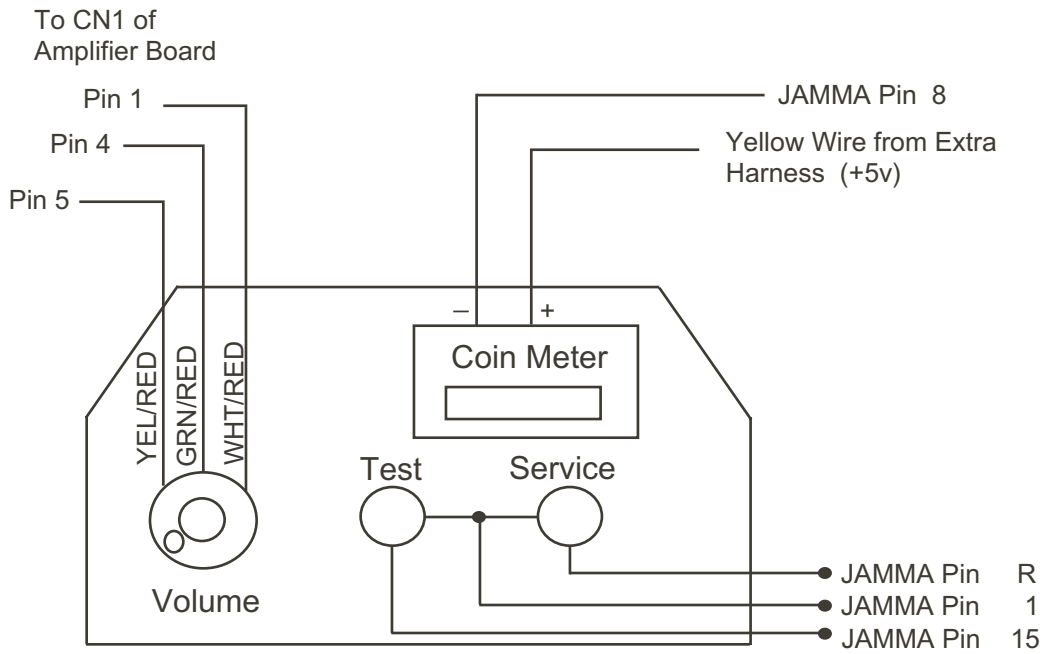 To CN1 of
Amplifier Board
Pin 1
Pin 4
Pin 5
JAMMA Pin 8
Yellow Wire from Extra
Harness (+5v)
– +
Coin Meter
YEL/RED
GRN/RED
WHT/RED
Test
Service
Volume
JAMMA Pin R
JAMMA Pin 1
JAMMA Pin 15